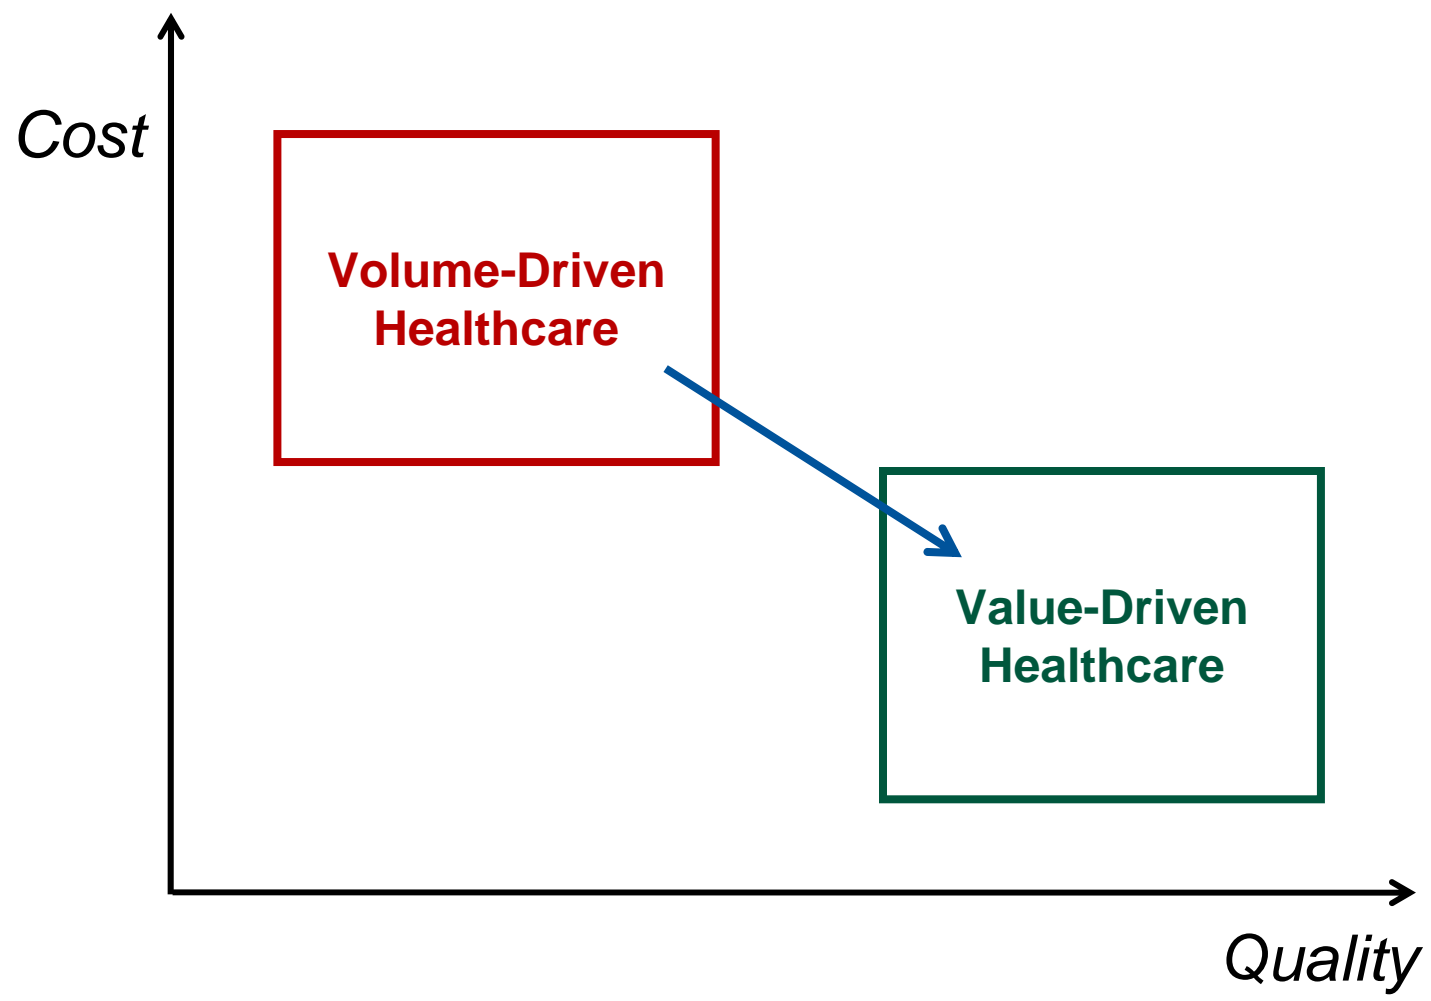 Cost
Volume-Driven
Healthcare
Value-Driven
Healthcare
Quality